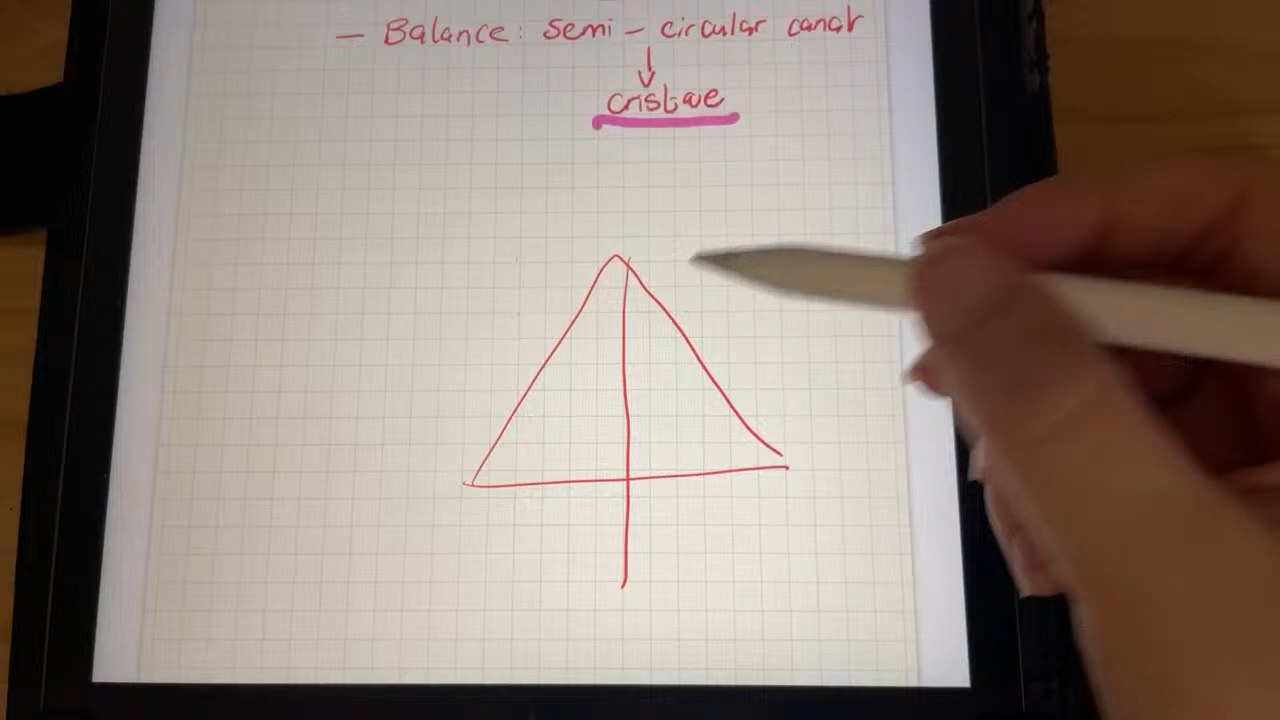 — Balance: semi – circular canal
↓
cristae